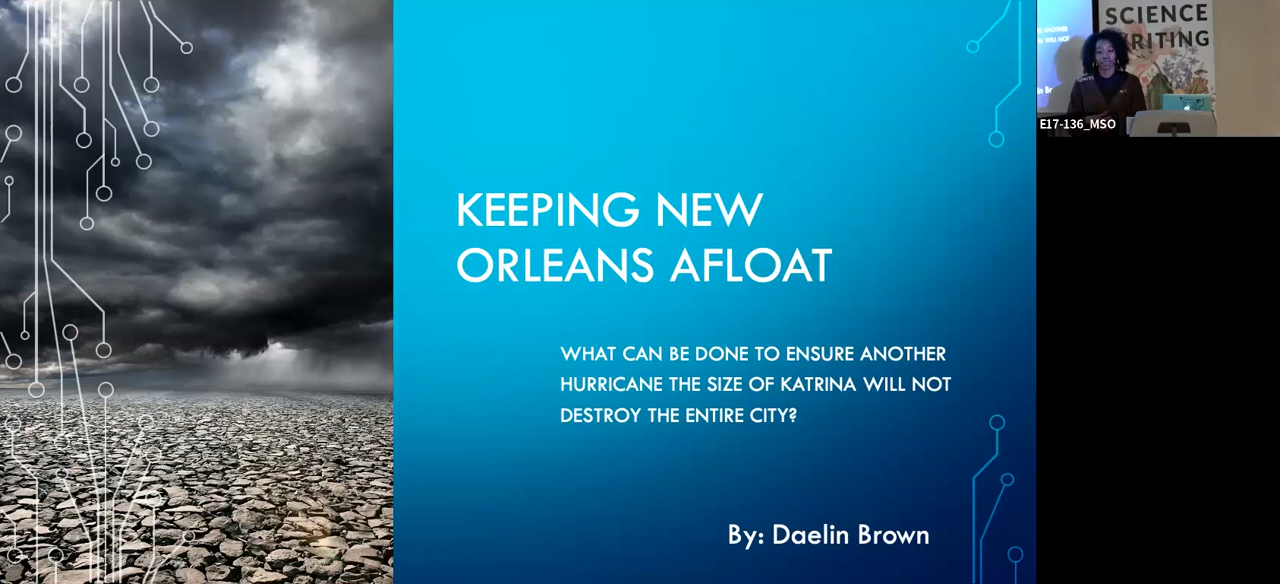 KEEPING NEW
ORLEANS AFLOAT
WHAT CAN BE DONE TO ENSURE ANOTHER
HURRICANE THE SIZE OF KATRINA WILL NOT
DESTROY THE ENTIRE CITY?
By: Daelin Brown
SCIENCE
WRITING
E17-136_MSO